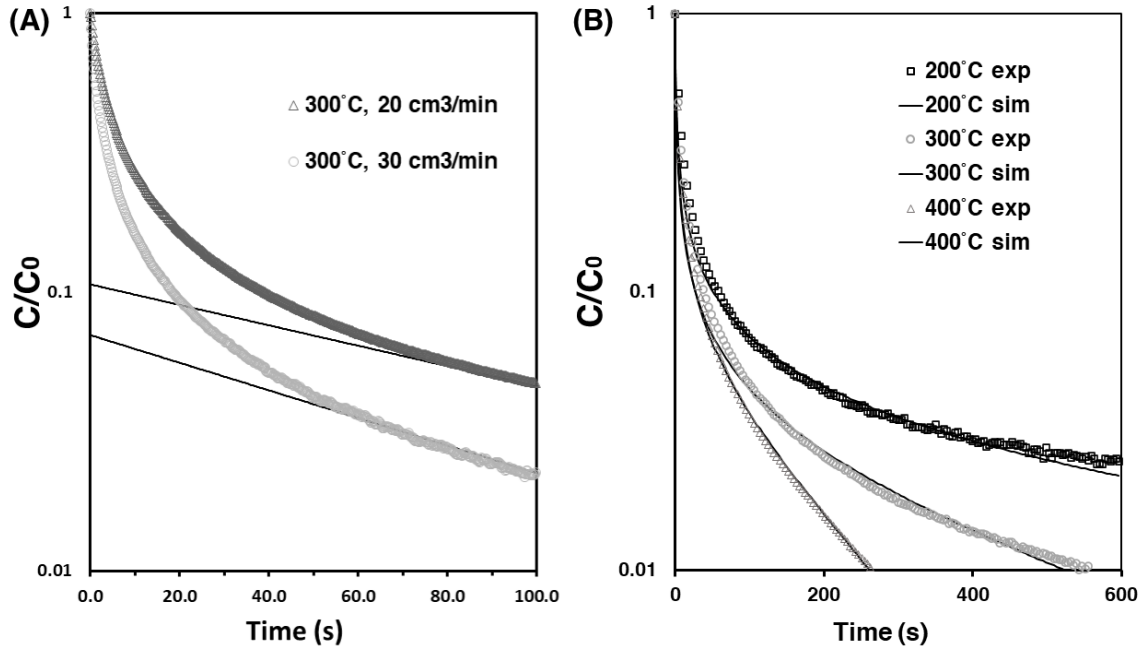 (A)
1
0.1
0.01
C/C0
300°C, 20 cm3/min
300°C, 30 cm3/min
0.0 20.0 40.0 60.0 80.0 100.0
Time (s)
(B)
1
0.1
0.01
C/C0
200°C exp
200°C sim
300°C exp
300°C sim
400°C exp
400°C sim
0 200 400 600
Time (s)